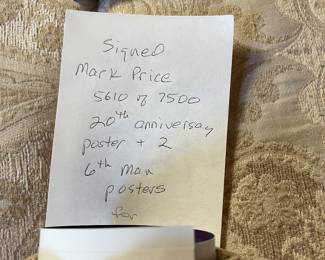 Signed
Mark Price
5610 of 7500
20th anniversary
poster + 2
6th Man
posters
for